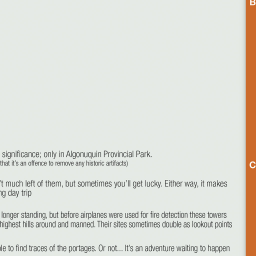 B
significance; only in Algonquin Provincial Park.
that it's an offence to remove any historic artifacts)
C
't much left of them, but sometimes you'll get lucky. Either way, it makes
ng day trip
longer standing, but before airplanes were used for fire detection these towers
highest hills around and manned. Their sites sometimes double as lookout points
le to find traces of the portages. Or not... It's an adventure waiting to happen